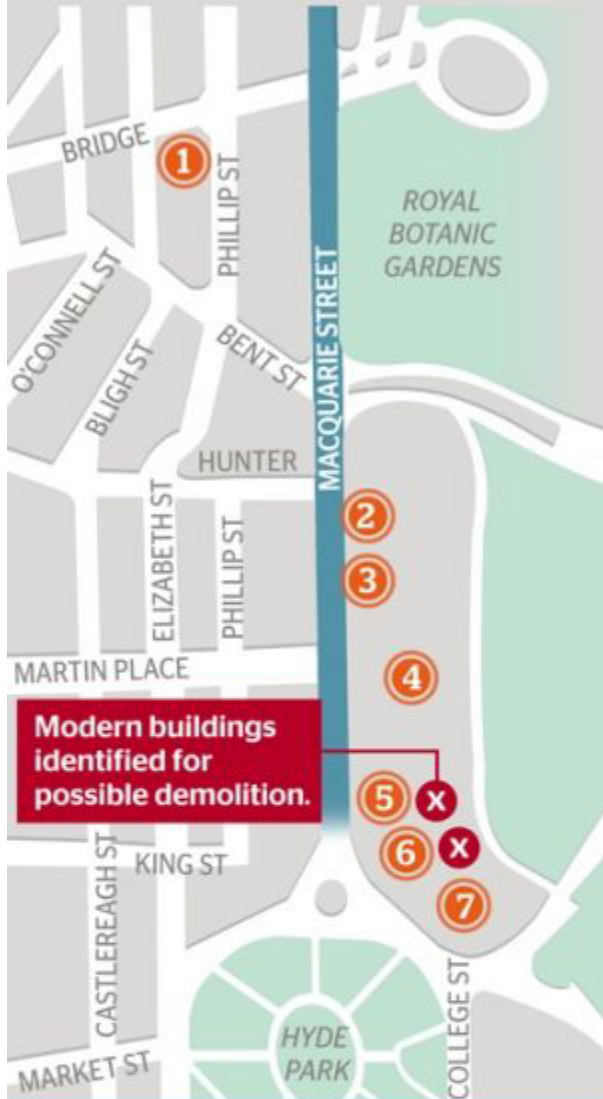 BRIDGE
1
PHILLIP ST
ROYAL
BOTANIC
GARDENS
O'CONNELL ST
BLIGH ST
BENT ST
MACQUARIE STREET
HUNTER
2
ELIZABETH ST
PHILLIP ST
3
MARTIN PLACE
4
Modern buildings
identified for
possible demolition.
5
X
6
X
KING ST
7
CASTLEREAGH ST
COLLEGE ST
HYDE
PARK
MARKET ST